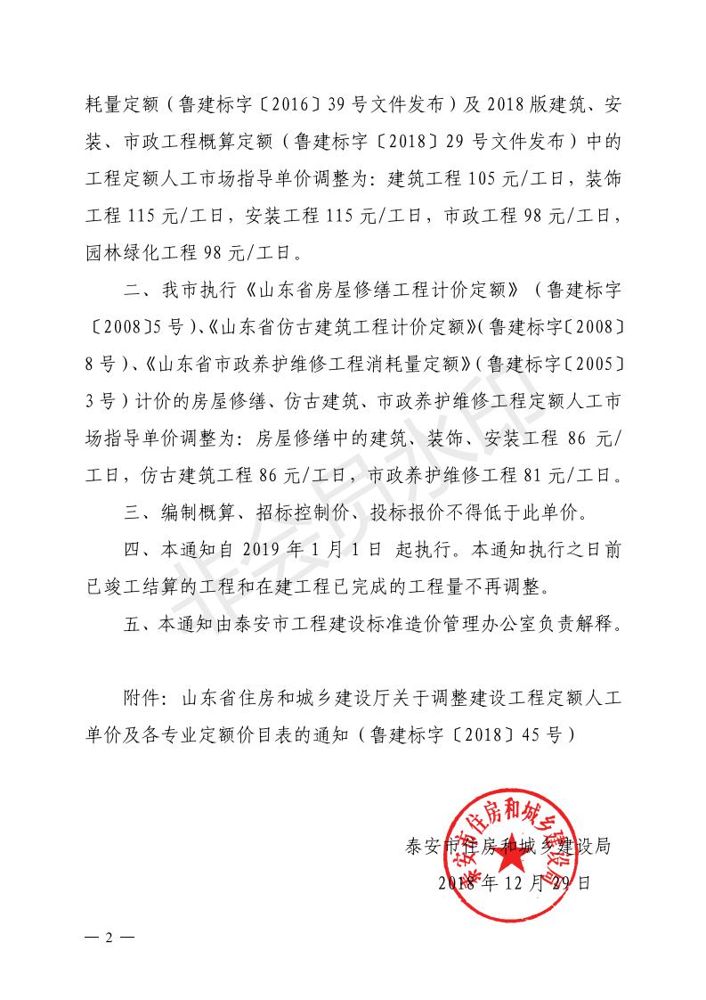 耗量定额（鲁建标字〔2016〕39 号文件发布）及 2018 版建筑、安
装、市政工程概算定额（鲁建标字〔2018〕29 号文件发布）中的
工程定额人工市场指导单价调整为：建筑工程 105 元/工日，装饰
工程 115 元/工日，安装工程 115 元/工日，市政工程 98 元/工日，
园林绿化工程 98 元/工日。
二、我市执行《山东省房屋修缮工程计价定额》（鲁建标字
〔2008〕5 号）、《山东省仿古建筑工程计价定额》（鲁建标字〔2008〕
8 号）、《山东省市政养护维修工程消耗量定额》（鲁建标字〔2005〕
3 号）计价的房屋修缮、仿古建筑、市政养护维修工程定额人工市
场指导单价调整为：房屋修缮中的建筑、装饰、安装工程 86 元/
工日，仿古建筑工程 86 元/工日，市政养护维修工程 81 元/工日。
三、编制概算、招标控制价、投标报价不得低于此单价。
四、本通知自 2019 年 1 月 1 日 起执行。本通知执行之日前
已竣工结算的工程和在建工程已完成的工程量不再调整。
五、本通知由泰安市工程建设标准造价管理办公室负责解释。
非会员水印
附件：山东省住房和城乡建设厅关于调整建设工程定额人工
单价及各专业定额价目表的通知（鲁建标字〔2018〕45 号）
泰安市住房和城乡建设局
泰安市住房和城乡建设局
2018 年 12 月 29 日
— 2 —